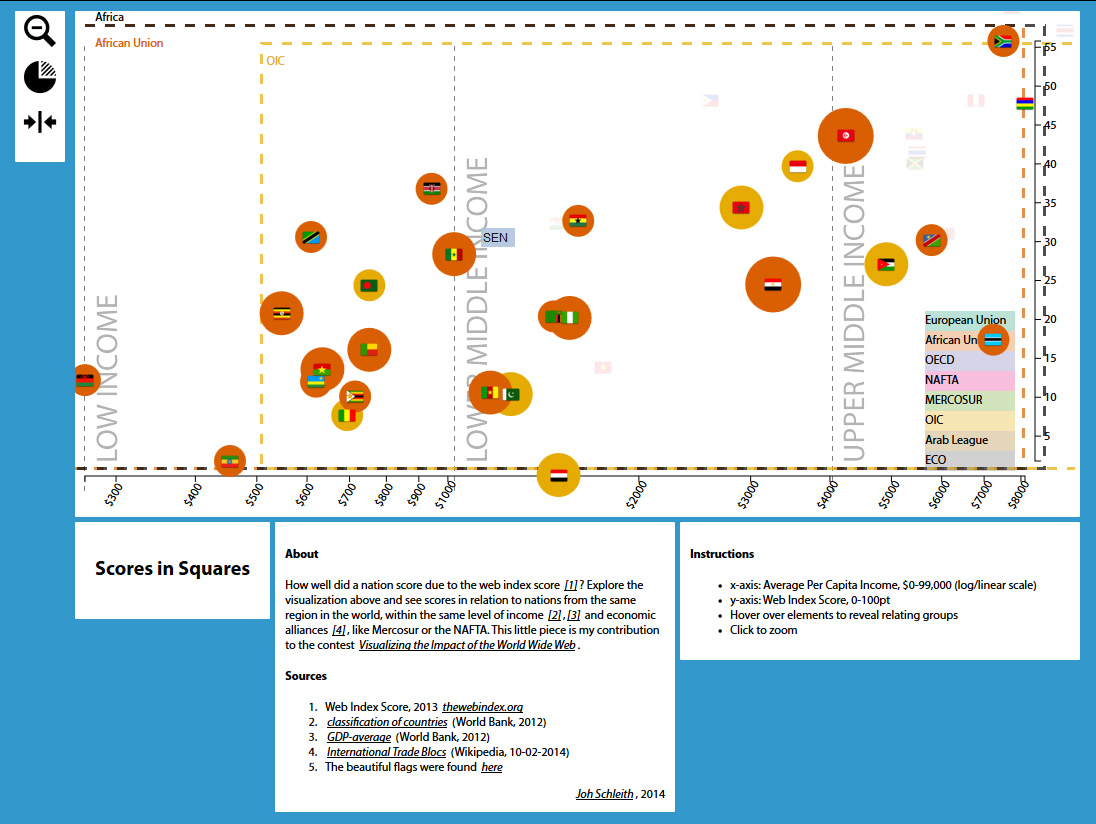 Africa
African Union
OIC
LOW INCOME
LOWER MIDDLE INCOME
UPPER MIDDLE INCOME
SEN
55
50
45
40
35
30
25
20
15
10
5
European Union
African Un
OECD
NAFTA
MERCOSUR
OIC
Arab League
ECO
$300
$400
$500
$600
$700
$800
$900
$1000
$2000
$3000
$4000
$5000
$6000
$7000
$8000
Scores in Squares
About
How well did a nation score due to the web index score [1]? Explore the
visualization above and see scores in relation to nations from the same
region in the world, within the same level of income [2],[3] and economic
alliances [4], like Mercosur or the NAFTA. This little piece is my contribution
to the contest Visualizing the Impact of the World Wide Web.
Sources
1. Web Index Score, 2013 thewebindex.org
2. classification of countries (World Bank, 2012)
3. GDP-average (World Bank, 2012)
4. International Trade Blocs (Wikipedia, 10-02-2014)
5. The beautiful flags were found here
Joh Schleith, 2014
Instructions
• x-axis: Average Per Capita Income, $0-99,000 (log/linear scale)
• y-axis: Web Index Score, 0-100pt
• Hover over elements to reveal relating groups
• Click to zoom